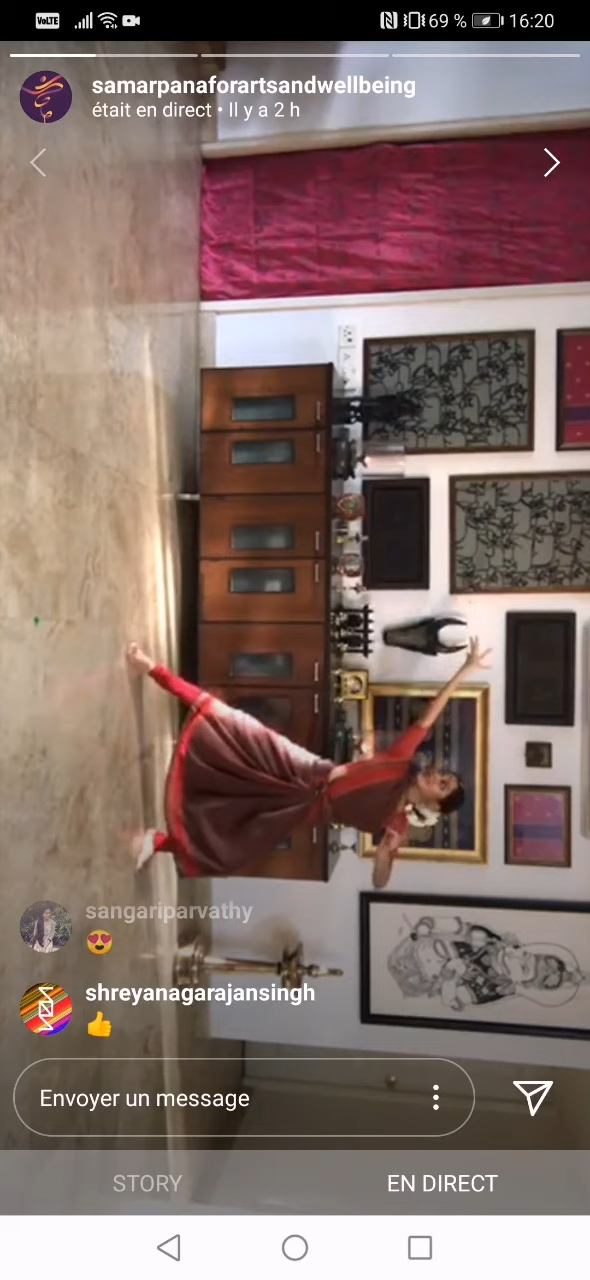 VoLTE
69 %
16:20
samarpanaforartsandwellbeing
était en direct • Il y a 2 h
sangariparvathy
😍
shreyanagarajansingh
👍
Envoyer un message
STORY
EN DIRECT